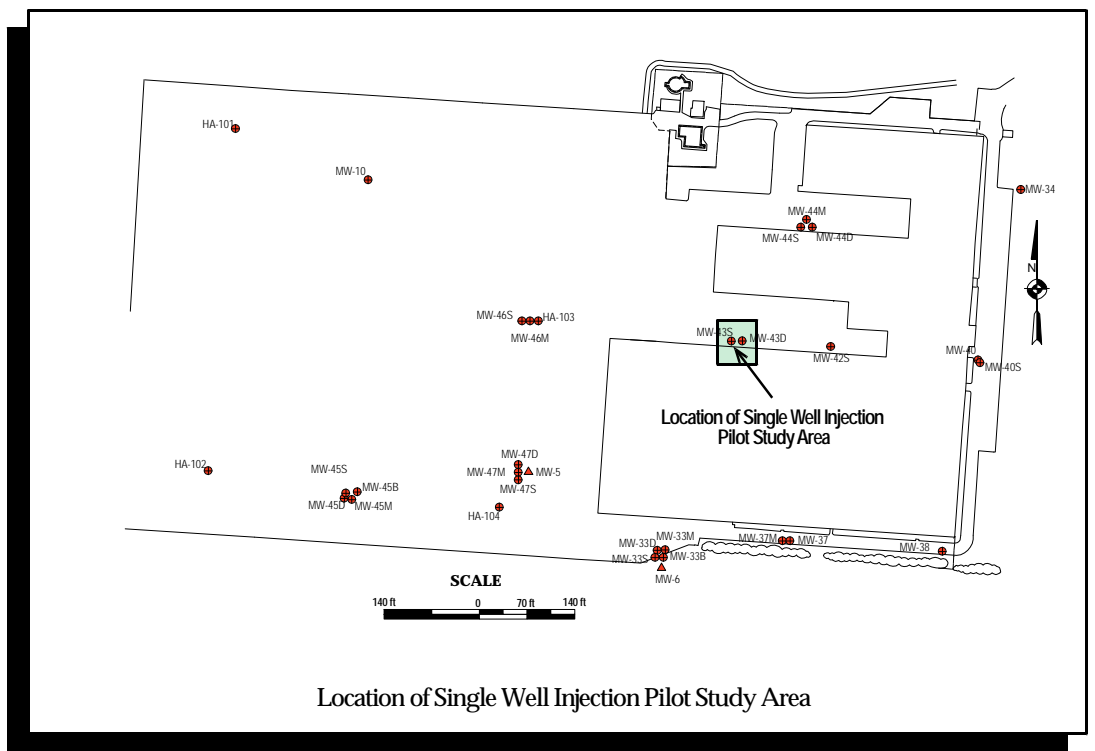 HA-101
MW-10
MW-34
MW-44M
MW-44S
MW-44D
N
MW-46S
HA-103
MW-46M
MW-43S
MW-43D
MW-42S
MW-40
MW-40S
Location of Single Well Injection
Pilot Study Area
HA-102
MW-45S
MW-45B
MW-45D
MW-45M
MW-47D
MW-47M
MW-5
MW-47S
HA-104
MW-33D
MW-33M
MW-33S
MW-33B
MW-6
MW-37M
MW-37
MW-38
SCALE
140 ft
0
70 ft
140 ft
Location of Single Well Injection Pilot Study Area